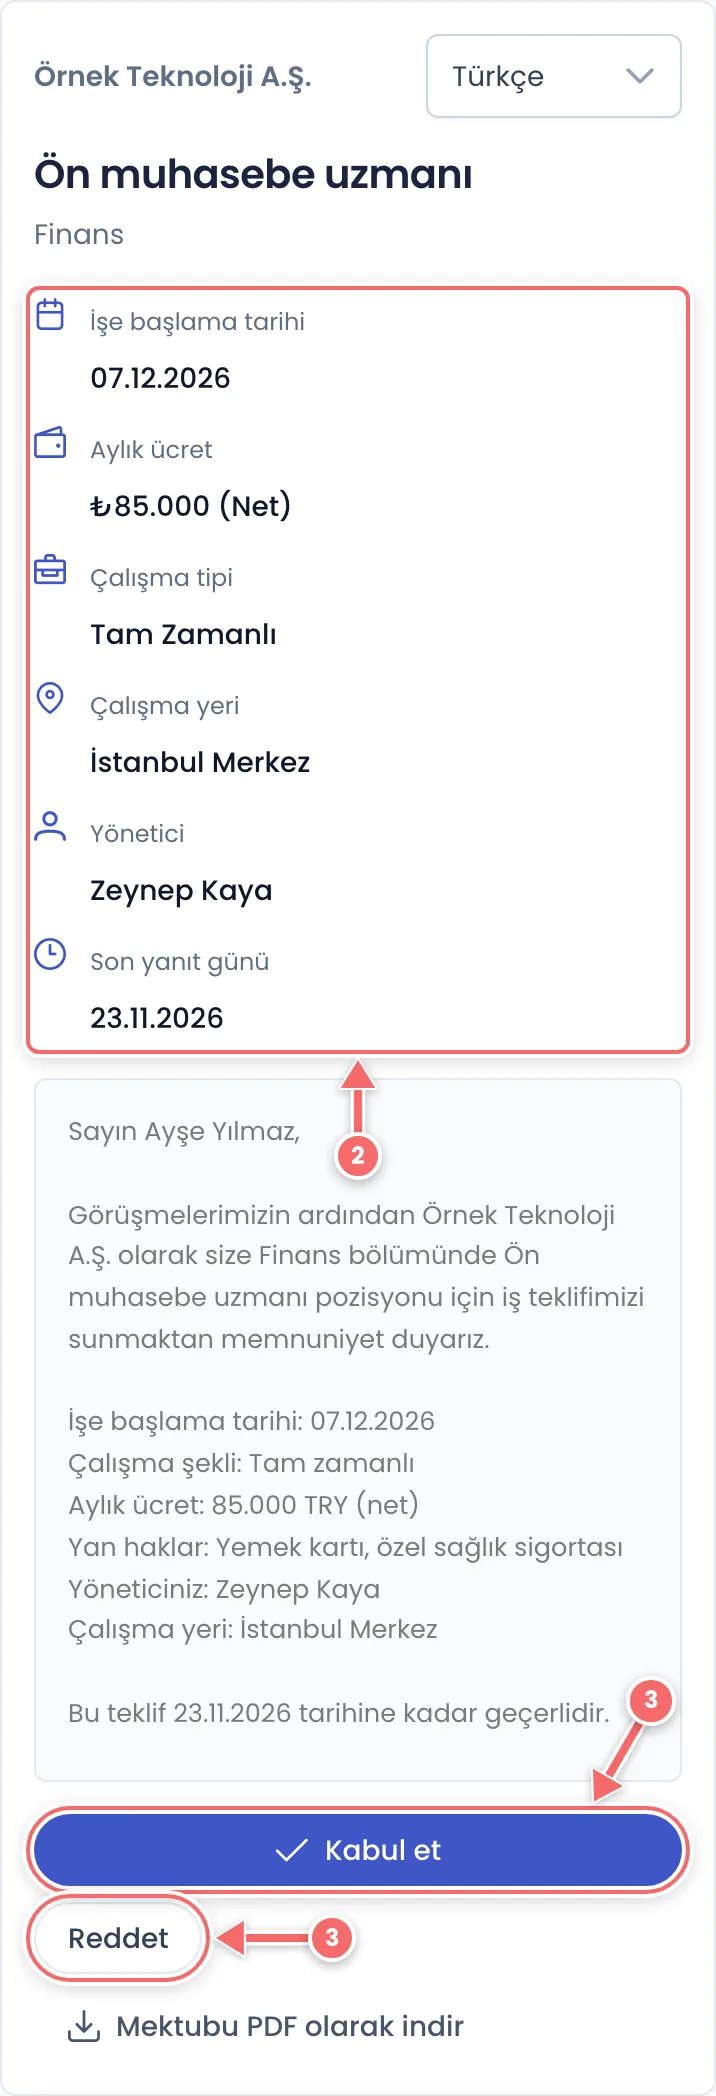 Örnek Teknoloji A.Ş.
Türkçe
Ön muhasebe uzmanı
Finans
İşe başlama tarihi
07.12.2026
Aylık ücret
₺85.000 (Net)
Çalışma tipi
Tam Zamanlı
Çalışma yeri
İstanbul Merkez
Yönetici
Zeynep Kaya
Son yanıt günü
23.11.2026
2
Sayın Ayşe Yılmaz,
Görüşmelerimizin ardından Örnek Teknoloji
A.Ş. olarak size Finans bölümünde Ön
muhasebe uzmanı pozisyonu için iş teklifimizi
sunmaktan memnuniyet duyarız.
İşe başlama tarihi: 07.12.2026
Çalışma şekli: Tam zamanlı
Aylık ücret: 85.000 TRY (net)
Yan haklar: Yemek kartı, özel sağlık sigortası
Yöneticiniz: Zeynep Kaya
Çalışma yeri: İstanbul Merkez
3
Bu teklif 23.11.2026 tarihine kadar geçerlidir.
Kabul et
Reddet
3
Mektubu PDF olarak indir